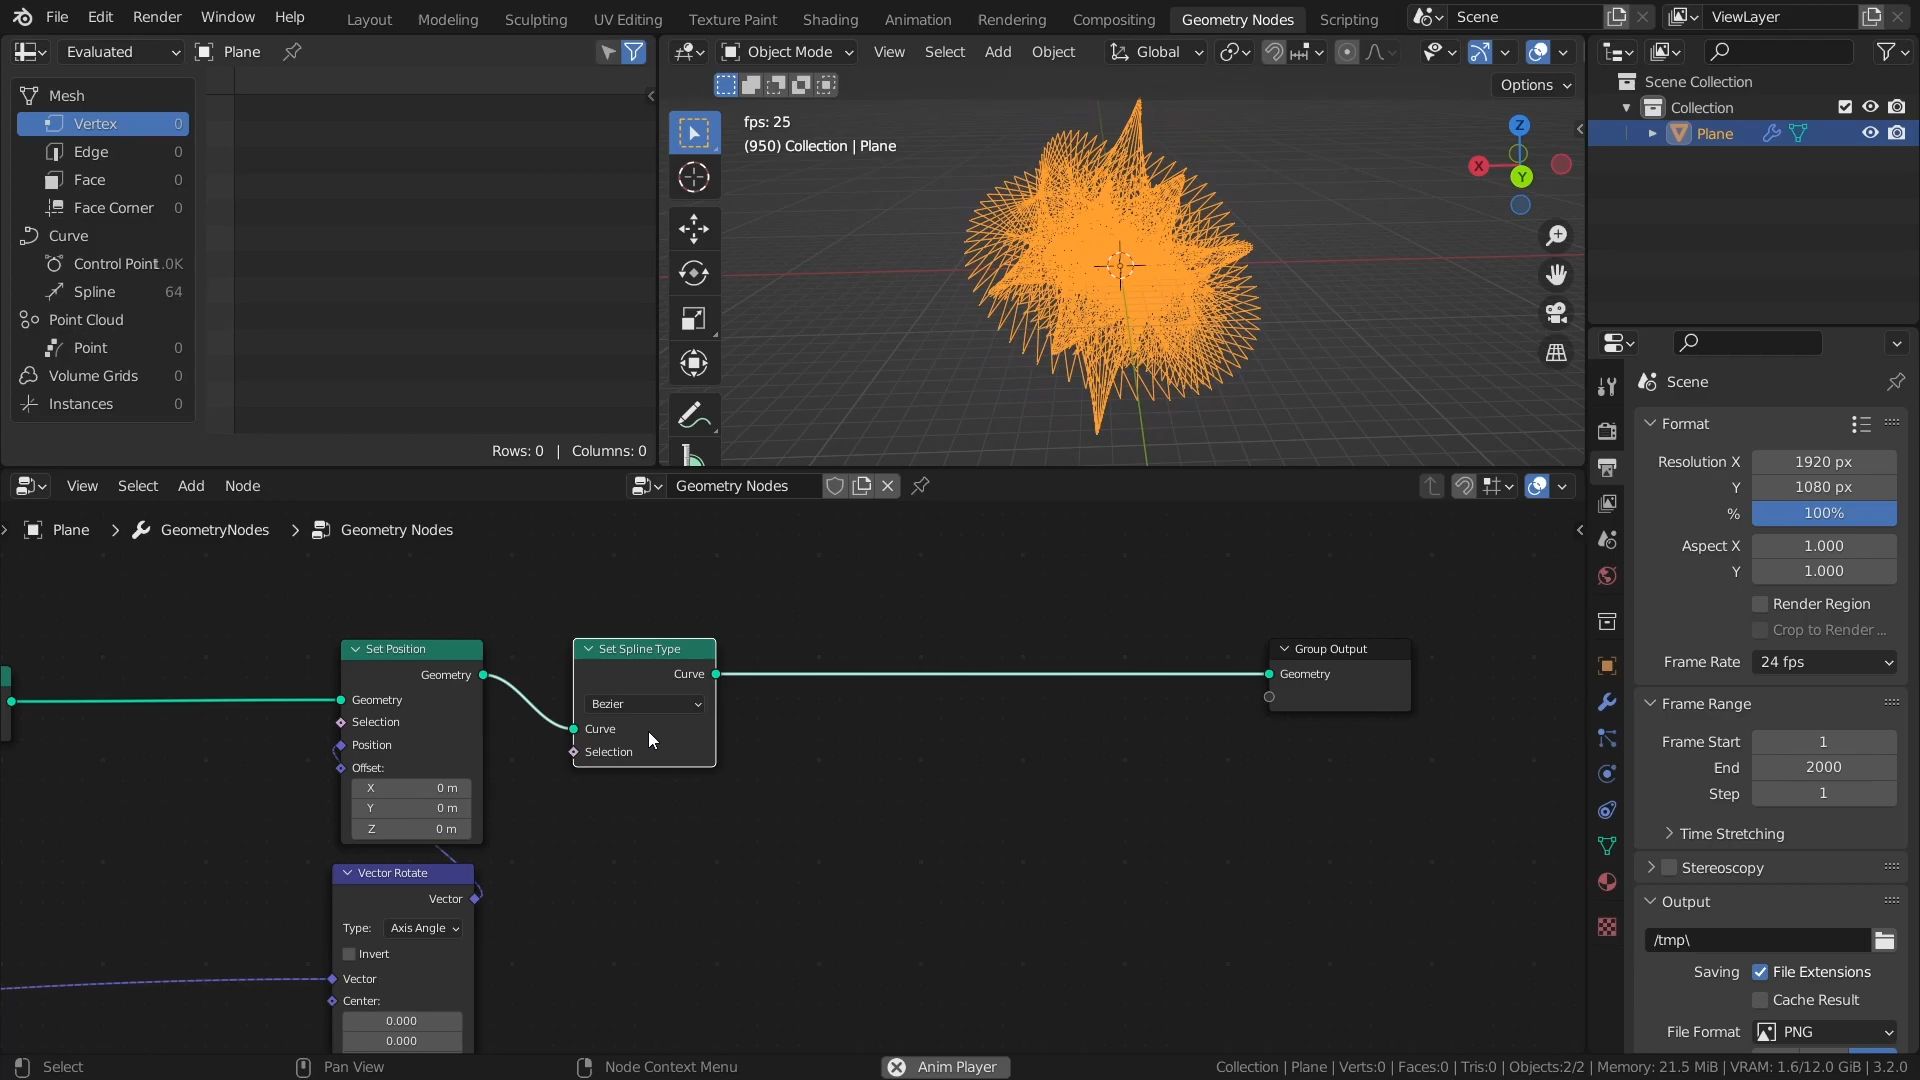 File Edit Render Window Help
Layout Modeling Sculpting UV Editing Texture Paint Shading Animation Rendering Compositing Geometry Nodes Scripting
Scene
ViewLayer
Evaluated
Plane
Mesh
Vertex 0
Edge 0
Face 0
Face Corner 0
Curve
Control Point .0K
Spline 64
Point Cloud
Point 0
Volume Grids 0
Instances 0
Rows: 0 | Columns: 0
Object Mode View Select Add Object Global
Options
fps: 25
(950) Collection | Plane
Z
X
Y
Scene Collection
Collection
Plane
Scene
Format
Resolution X 1920 px
Y 1080 px
% 100%
Aspect X 1.000
Y 1.000
Render Region
Crop to Render ...
Frame Rate 24 fps
Frame Range
Frame Start 1
End 2000
Step 1
Time Stretching
Stereoscopy
Output
/tmp\
Saving File Extensions
Cache Result
File Format PNG
View Select Add Node
Geometry Nodes
Plane > GeometryNodes > Geometry Nodes
Set Position
Geometry
Geometry
Selection
Position
Offset:
X 0 m
Y 0 m
Z 0 m
Set Spline Type
Curve
Bezier
Curve
Selection
Group Output
Geometry
Vector Rotate
Vector
Type: Axis Angle
Invert
Vector
Center:
0.000
0.000
Select
Pan View
Node Context Menu
Anim Player
Collection | Plane | Verts:0 | Faces:0 | Tris:0 | Objects:2/2 | Memory: 21.5 MiB | VRAM: 1.6/12.0 GiB | 3.2.0